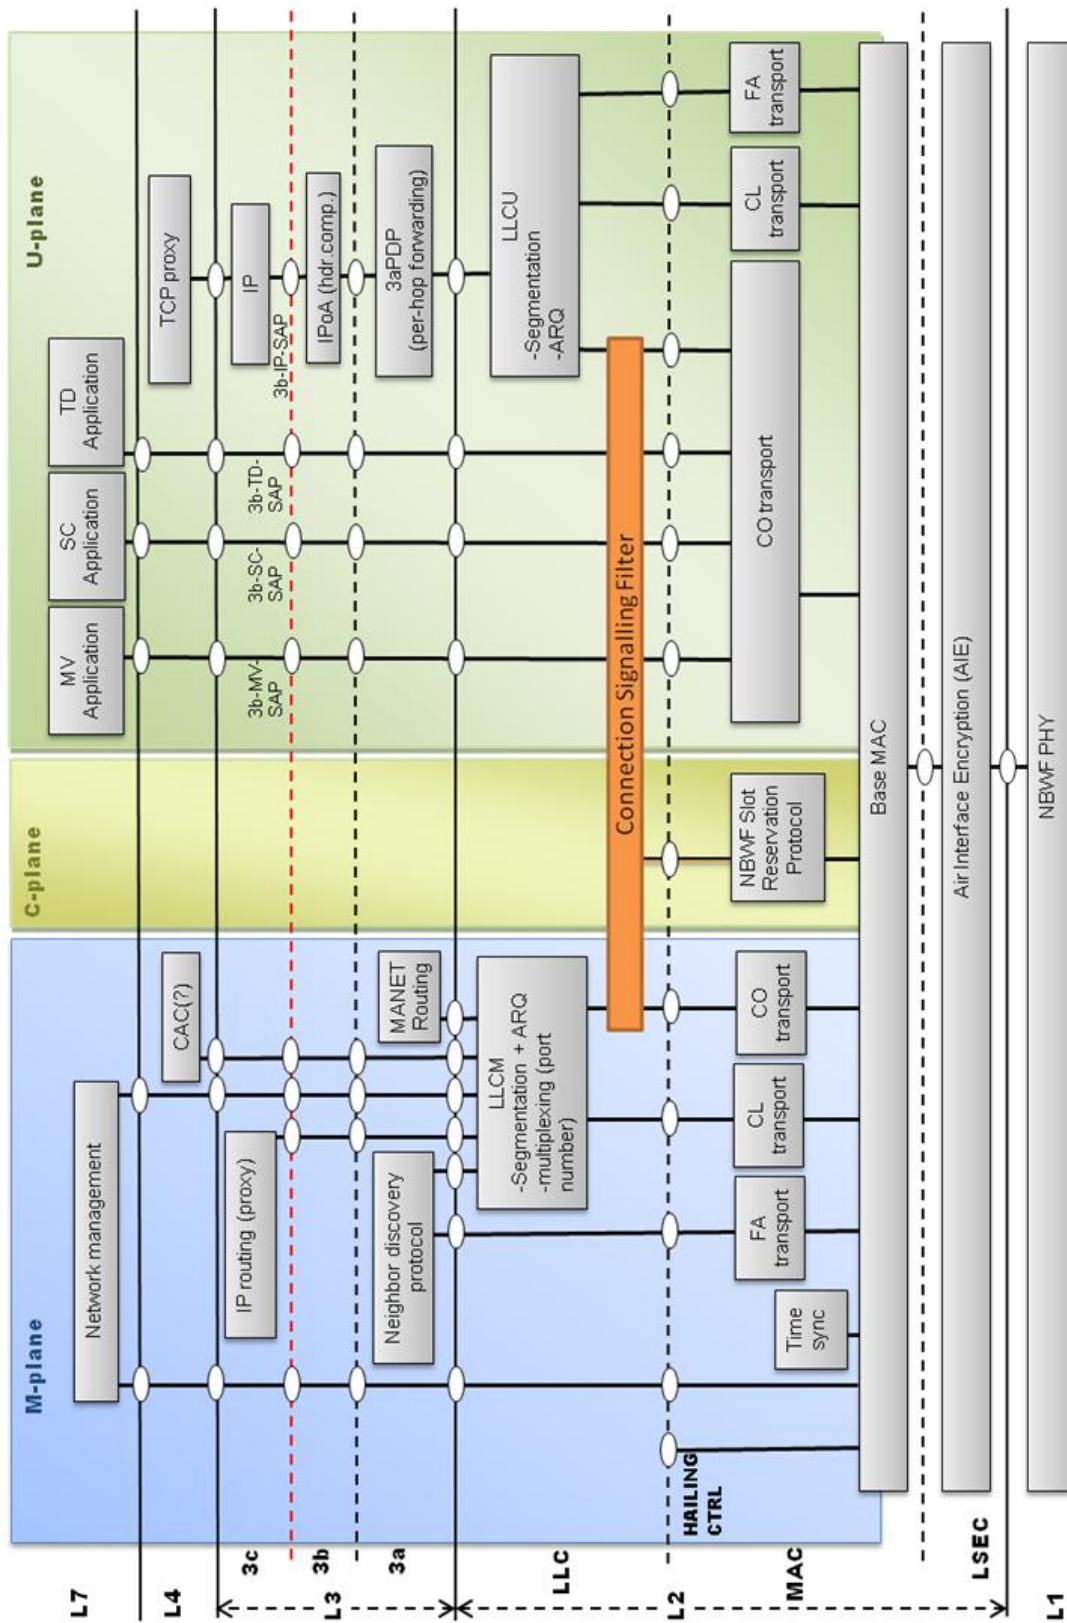 M-plane
C-plane
U-plane
L7
Network management
MV
Application
SC
Application
TD
Application
L4
CAC(?)
TCP proxy
L3
3c
IP routing (proxy)
3b-MV-
SAP
3b-SC-
SAP
3b-TD-
SAP
IP
3b-IP-SAP
3b
IPoA (hdr.comp.)
3a
Neighbor discovery
protocol
MANET
Routing
3aPDP
(per-hop forwarding)
L2
LLC
LLCM
-Segmentation + ARQ
-multiplexing (port
number)
LLCU
-Segmentation
-ARQ
Connection Signalling Filter
HAILING
CTRL
MAC
Time
sync
FA
transport
CL
transport
CO
transport
NBWF Slot
Reservation
Protocol
CO transport
CL
transport
FA
transport
Base MAC
LSEC
Air Interface Encryption (AIE)
L1
NBWF PHY